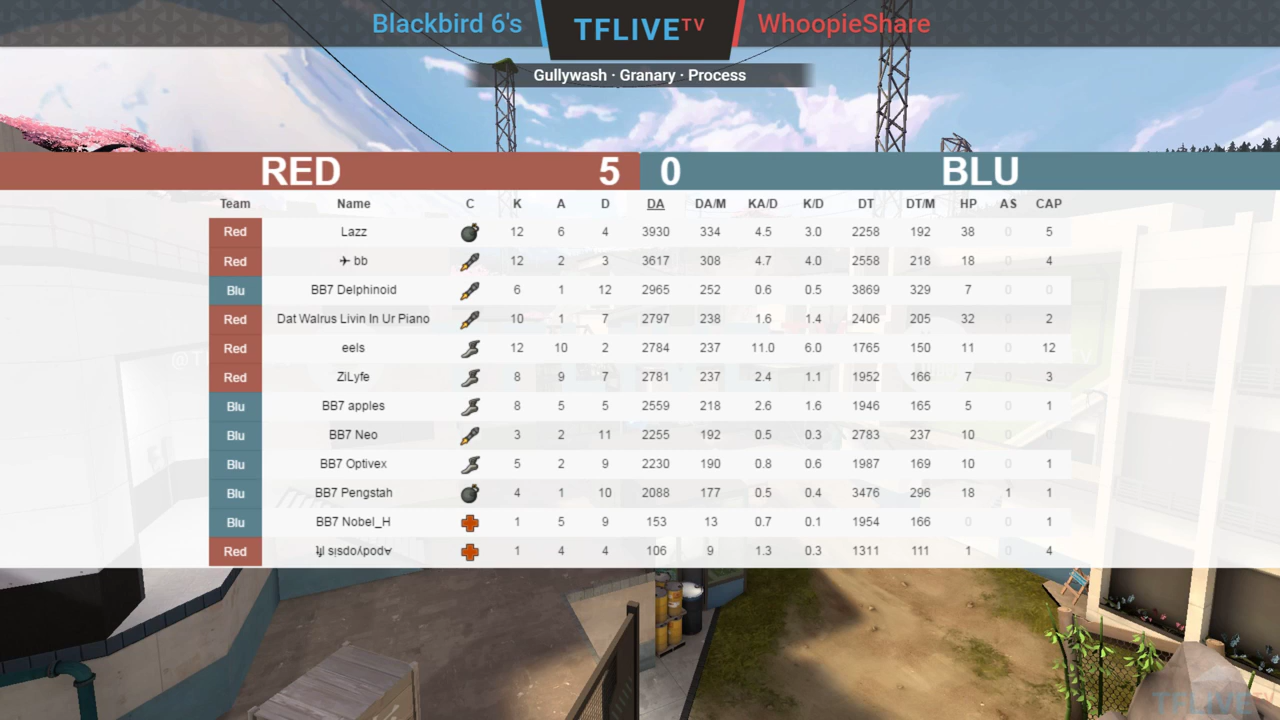 Blackbird 6's TFLIVE TV WhoopieShare
Gullywash · Granary · Process
RED 5 0 BLU
Team Name C K A D DA DA/M KA/D K/D DT DT/M HP AS CAP
Red Lazz 12 6 4 3930 334 4.5 3.0 2258 192 38 0 5
Red ✈ bb 12 2 3 3617 308 4.7 4.0 2558 218 18 0 4
Blu BB7 Delphinoid 6 1 12 2965 252 0.6 0.5 3869 329 7 0 0
Red Dat Walrus Livin In Ur Piano 10 1 7 2797 238 1.6 1.4 2406 205 32 0 2
Red eels 12 10 2 2784 237 11.0 6.0 1765 150 11 0 12
Red ZiLyfe 8 9 7 2781 237 2.4 1.1 1952 166 7 0 3
Blu BB7 apples 8 5 5 2559 218 2.6 1.6 1946 165 5 0 1
Blu BB7 Neo 3 2 11 2255 192 0.5 0.3 2783 237 10 0 0
Blu BB7 Optivex 5 2 9 2230 190 0.8 0.6 1987 169 10 0 1
Blu BB7 Pengstah 4 1 10 2088 177 0.5 0.4 3476 296 18 1 1
Blu BB7 Nobel_H 1 5 9 153 13 0.7 0.1 1954 166 0 0 1
Red sᴉsdoʎpodɐ 1 4 4 106 9 1.3 0.3 1311 111 1 0 4
TFLIVE TV